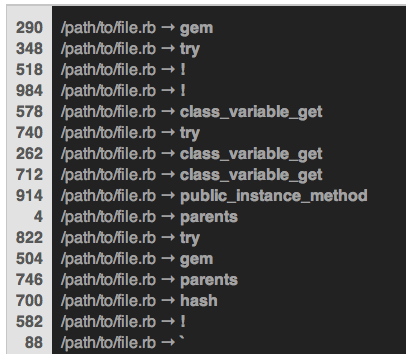 290 /path/to/file.rb → gem
348 /path/to/file.rb → try
518 /path/to/file.rb → !
984 /path/to/file.rb → !
578 /path/to/file.rb → class_variable_get
740 /path/to/file.rb → try
262 /path/to/file.rb → class_variable_get
712 /path/to/file.rb → class_variable_get
914 /path/to/file.rb → public_instance_method
4 /path/to/file.rb → parents
822 /path/to/file.rb → try
504 /path/to/file.rb → gem
746 /path/to/file.rb → parents
700 /path/to/file.rb → hash
582 /path/to/file.rb → !
88 /path/to/file.rb → `